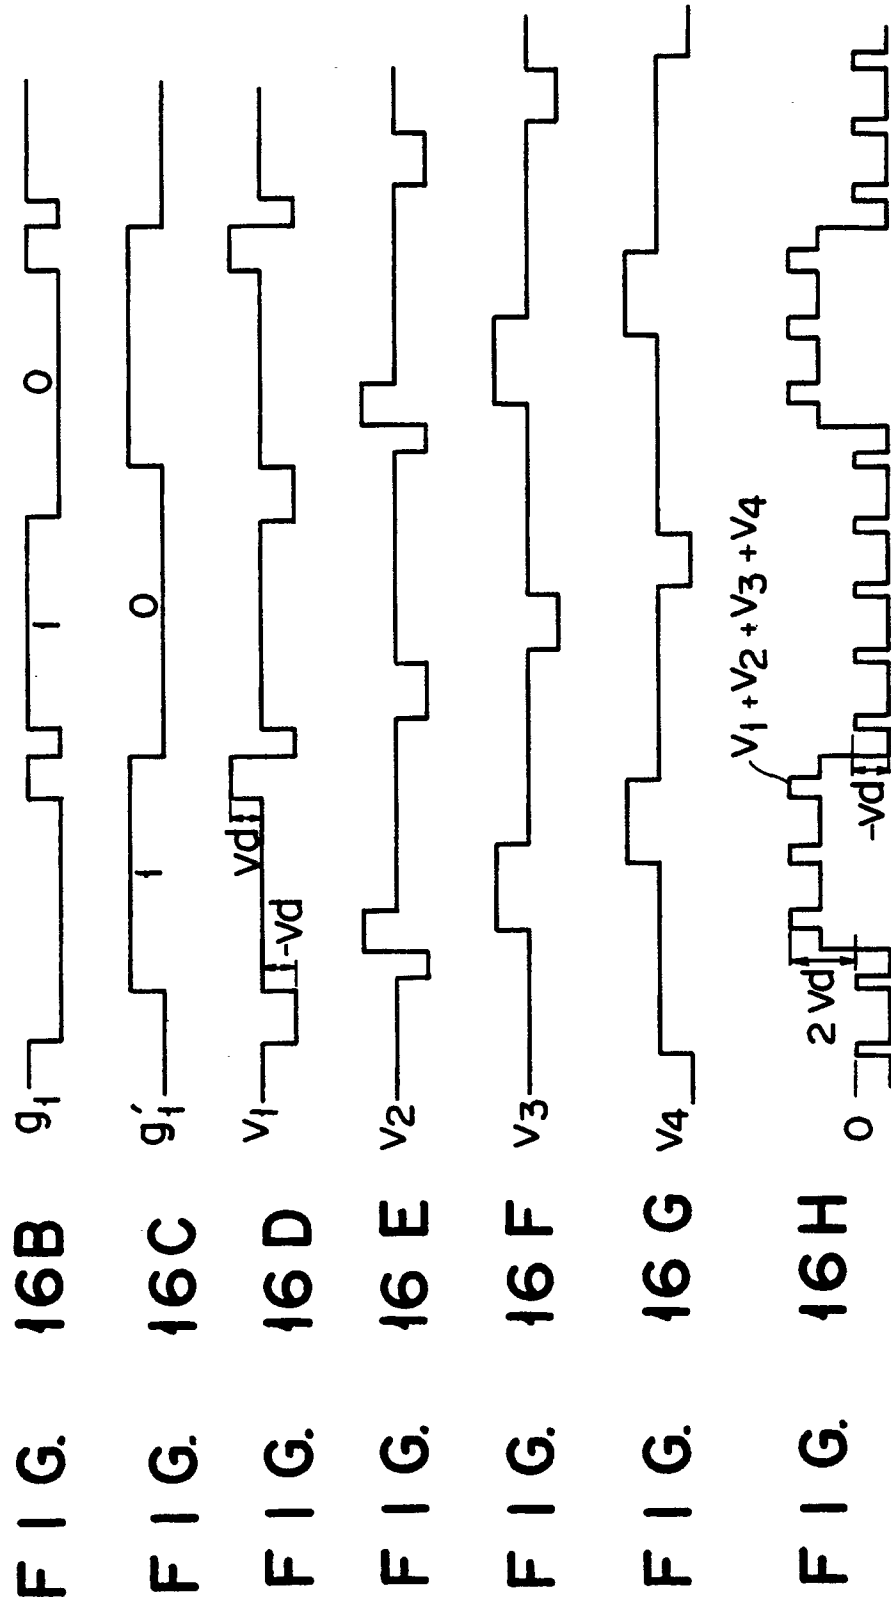 FIG. 16B g1 1 0
FIG. 16C g1' 1 0
FIG. 16D V1 -Vd Vd
FIG. 16E V2
FIG. 16F V3
FIG. 16G V4
FIG. 16H 0 2Vd -Vd V1+V2+V3+V4